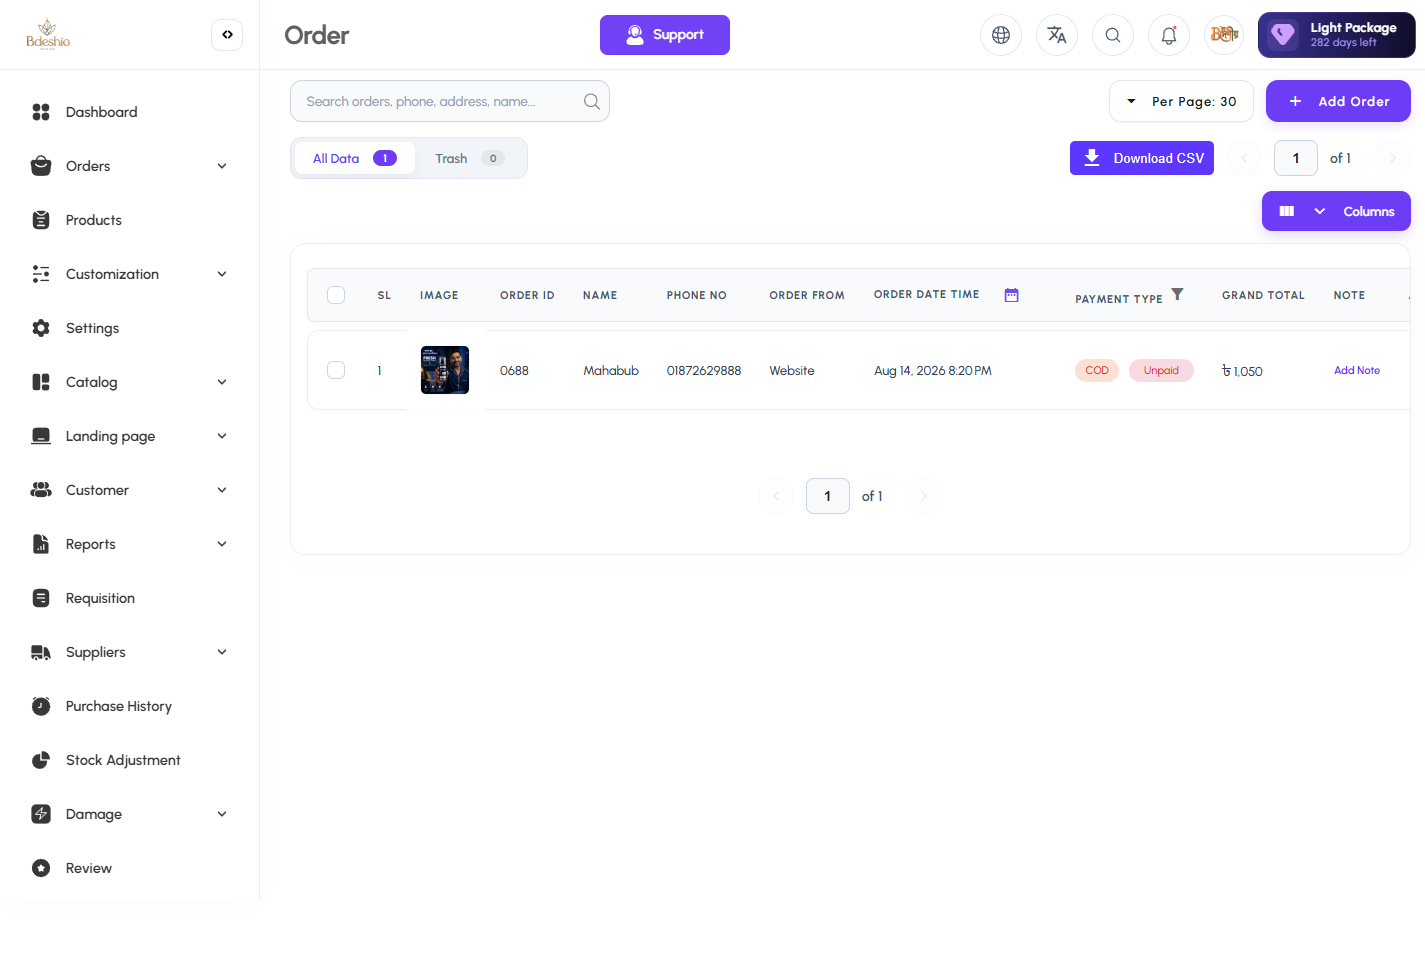 Bdeshio
Order
Support
Light Package
282 days left
Dashboard
Orders
Products
Customization
Settings
Catalog
Landing page
Customer
Reports
Requisition
Suppliers
Purchase History
Stock Adjustment
Damage
Review
Search orders, phone, address, name...
Per Page: 30
Add Order
All Data 1
Trash 0
Download CSV
1 of 1
Columns
SL IMAGE ORDER ID NAME PHONE NO ORDER FROM ORDER DATE TIME PAYMENT TYPE GRAND TOTAL NOTE
1 0688 Mahabub 01872629888 Website Aug 14, 2026 8:20 PM COD Unpaid ৳ 1,050 Add Note
FRESH
1 of 1